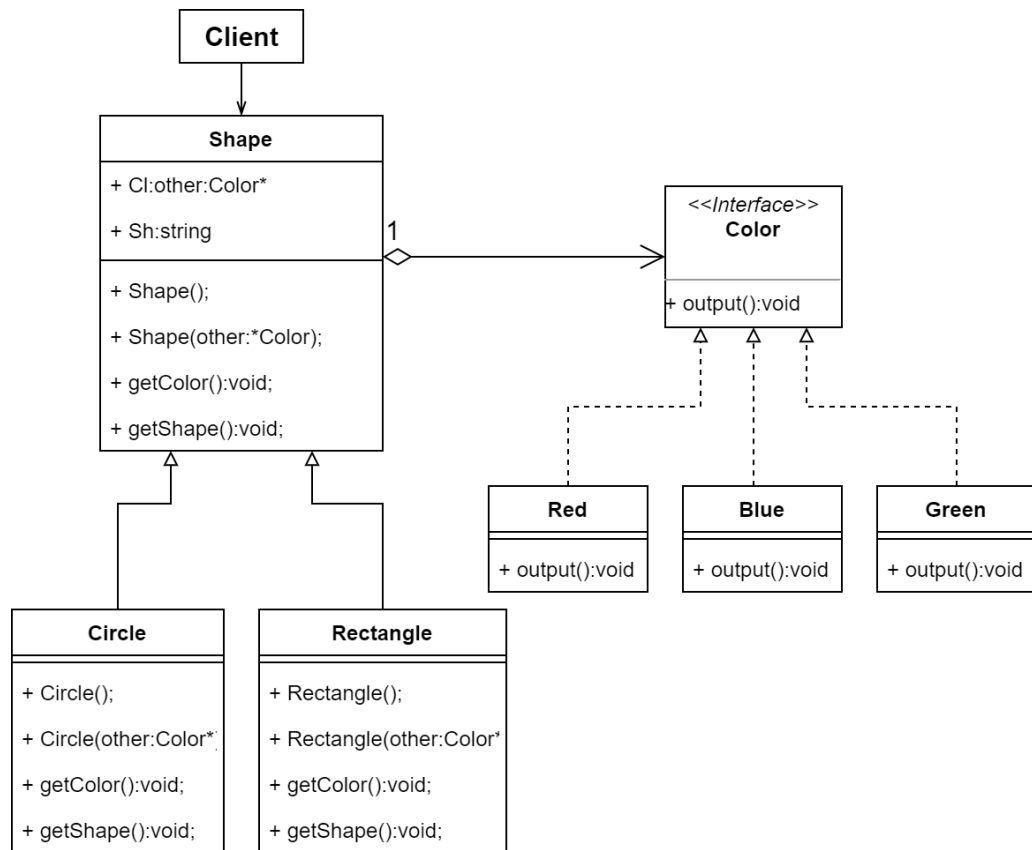 Client
Shape
+ Cl:other:Color*
+ Sh:string
+ Shape();
+ Shape(other:*Color);
+ getColor():void;
+ getShape():void;
1
<<Interface>>
Color
+ output():void
Red
+ output():void
Blue
+ output():void
Green
+ output():void
Circle
+ Circle();
+ Circle(other:Color*)
+ getColor():void;
+ getShape():void;
Rectangle
+ Rectangle();
+ Rectangle(other:Color*
+ getColor():void;
+ getShape():void;